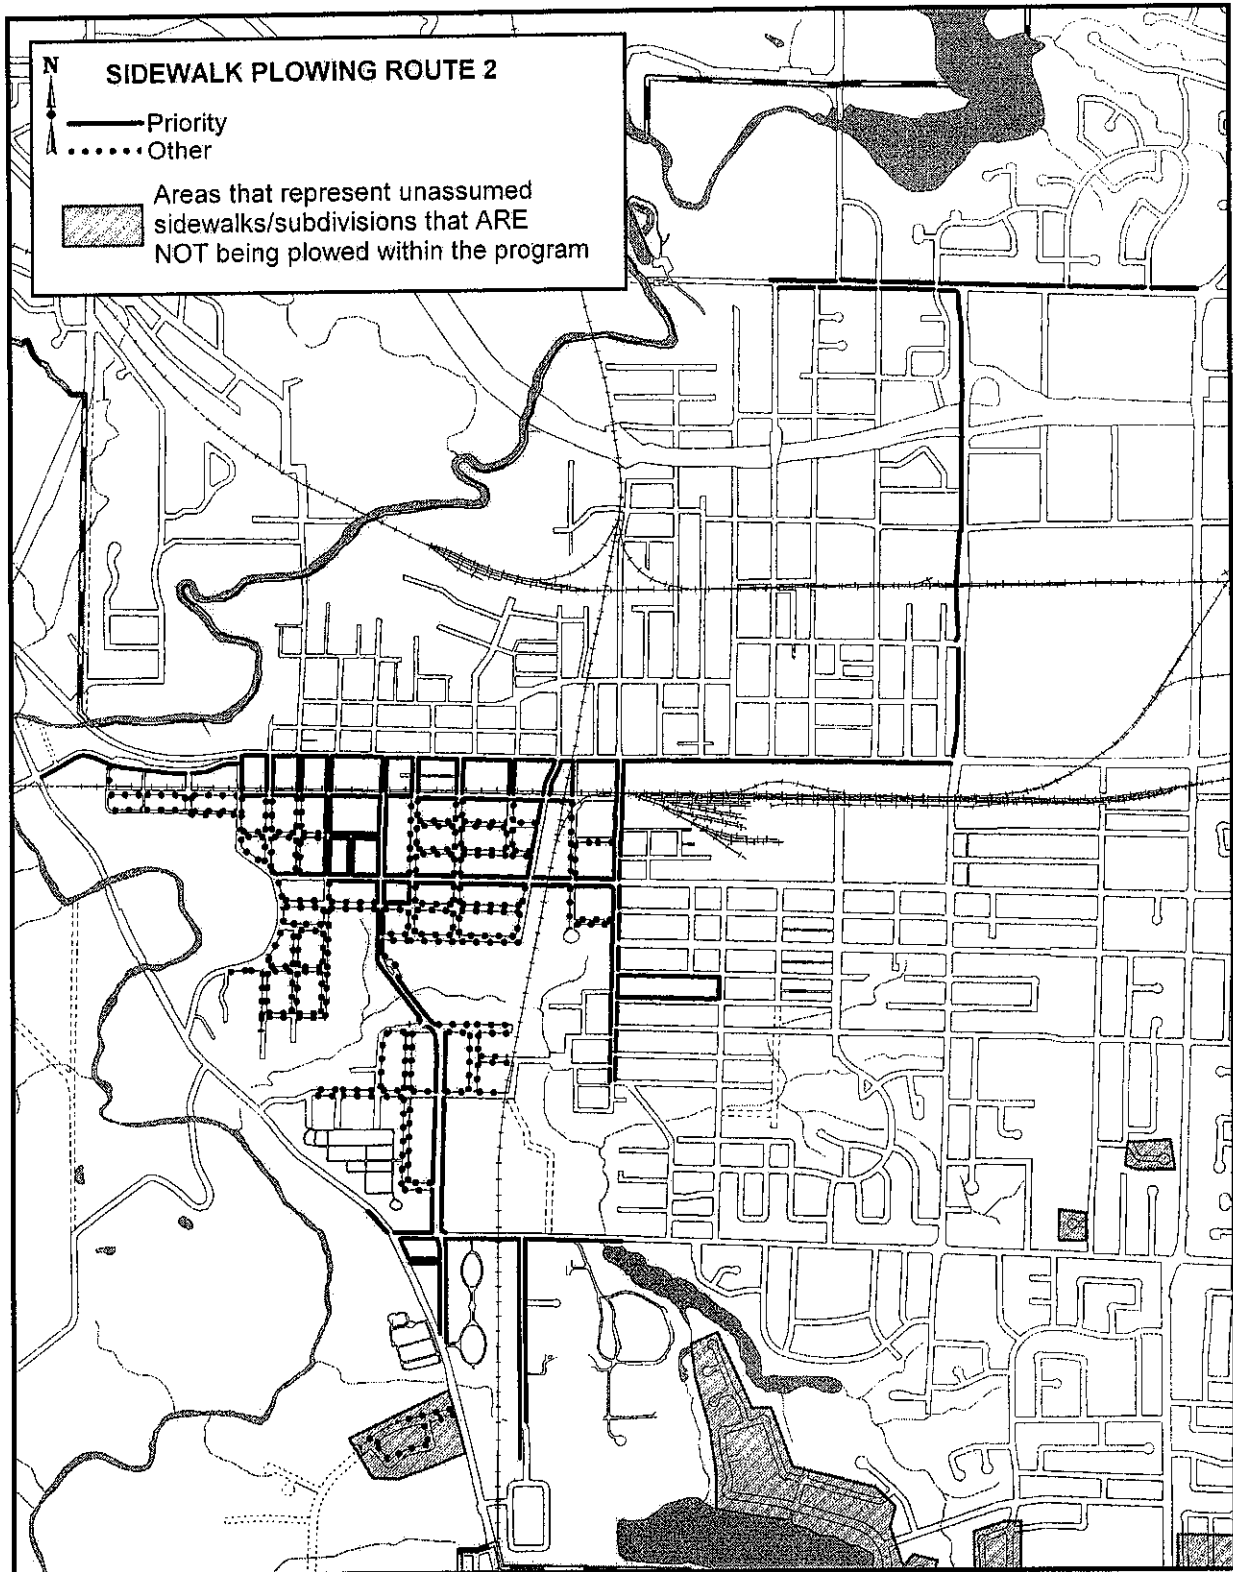 N
SIDEWALK PLOWING ROUTE 2
Priority
Other
Areas that represent unassumed
sidewalks/subdivisions that ARE
NOT being plowed within the program